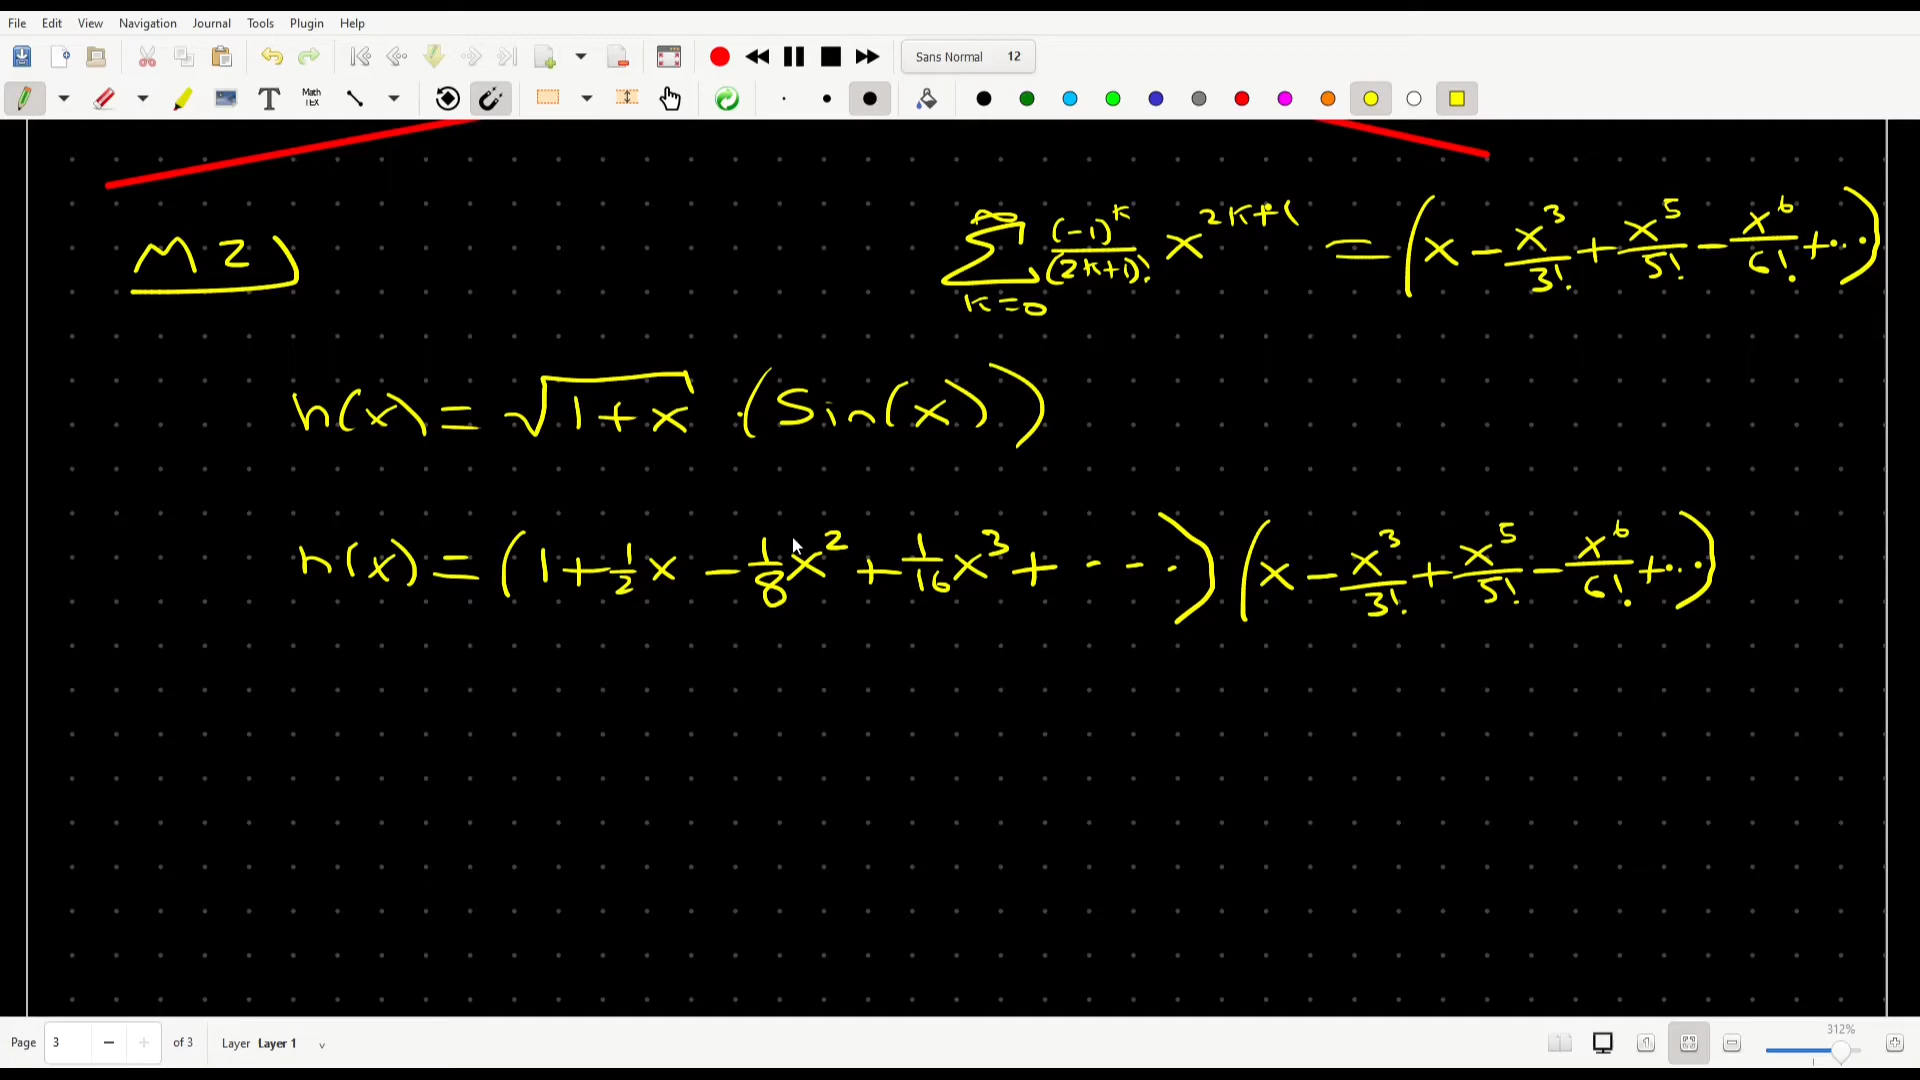 File Edit View Navigation Journal Tools Plugin Help
Sans Normal 12
Math TEX
M2)
∑_{k=0}^{∞} (-1)^k/(2k+1)! x^{2k+1} = (x - x^3/3! + x^5/5! - x^6/6! + ...)
h(x) = √(1+x) · (Sin(x))
h(x) = (1 + 1/2 x - 1/8 x^2 + 1/16 x^3 + - - .) (x - x^3/3! + x^5/5! - x^6/6! + ...)
312%
Page 3 of 3 Layer Layer 1